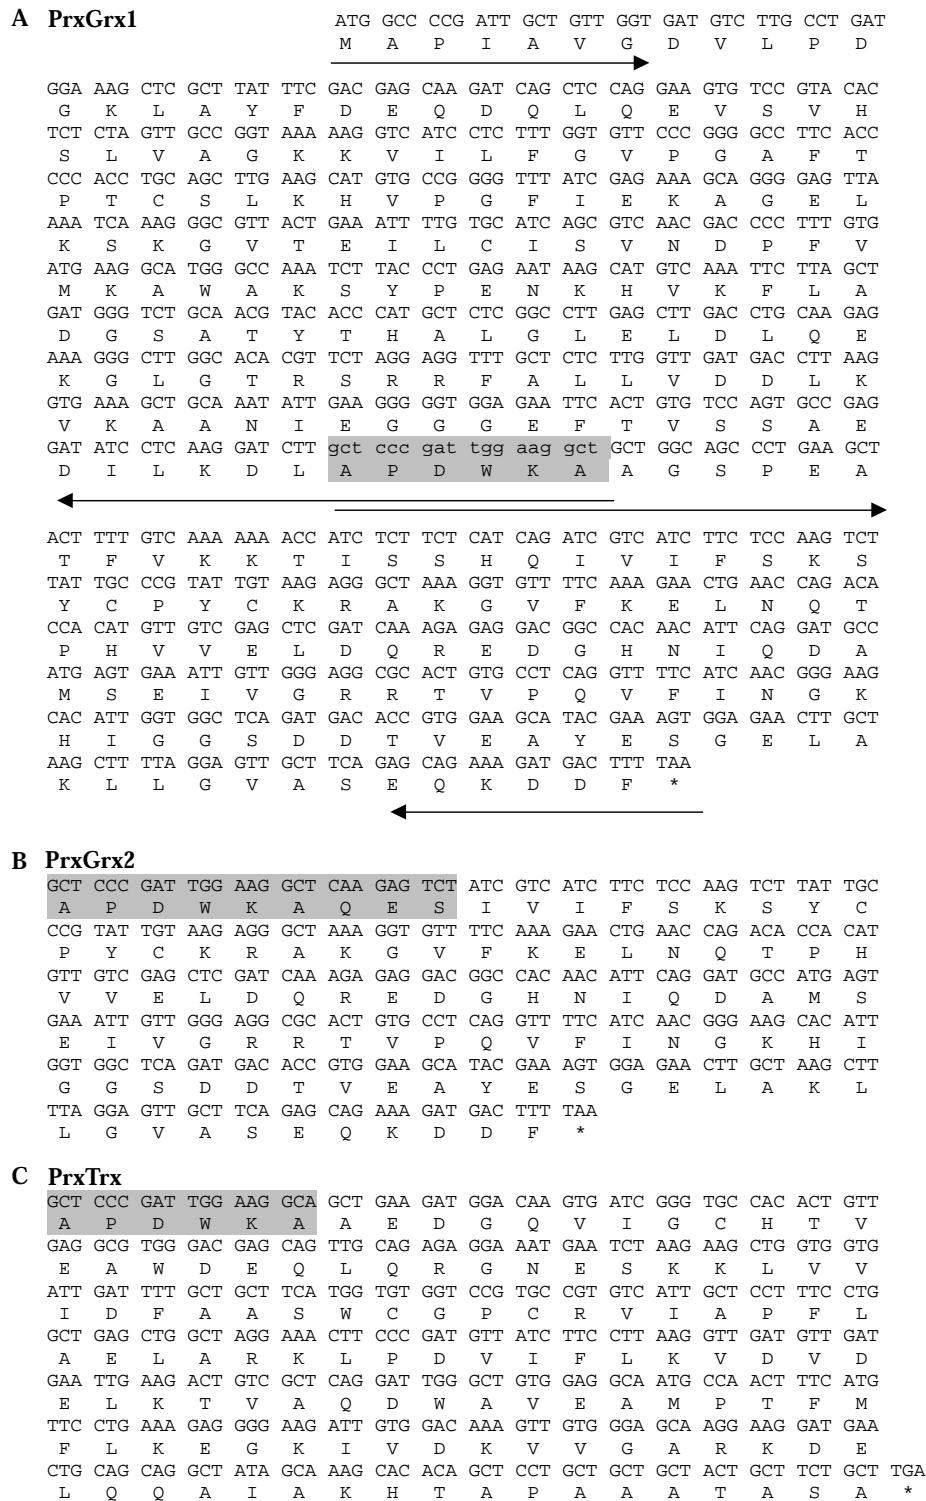 A PrxGrx1 ATG GCC CCG ATT GCT GTT GGT GAT GTC TTG CCT GAT
M A P I A V G D V L P D
GGA AAG CTC GCT TAT TTC GAC GAG CAA GAT CAG CTC CAG GAA GTG TCC GTA CAC
G K L A Y F D E Q D Q L Q E V S V H
TCT CTA GTT GCC GGT AAA AAG GTC ATC CTC TTT GGT GTT CCC GGG GCC TTC ACC
S L V A G K K V I L F G V P G A F T
CCC ACC TGC AGC TTG AAG CAT GTG CCG GGG TTT ATC GAG AAA GCA GGG GAG TTA
P T C S L K H V P G F I E K A G E L
AAA TCA AAG GGC GTT ACT GAA ATT TTG TGC ATC AGC GTC AAC GAC CCC TTT GTG
K S K G V T E I L C I S V N D P F V
ATG AAG GCA TGG GCC AAA TCT TAC CCT GAG AAT AAG CAT GTC AAA TTC TTA GCT
M K A W A K S Y P E N K H V K F L A
GAT GGG TCT GCA ACG TAC ACC CAT GCT CTC GGC CTT GAG CTT GAC CTG CAA GAG
D G S A T Y T H A L G L E L D L Q E
AAA GGG CTT GGC ACA CGT TCT AGG AGG TTT GCT CTC TTG GTT GAT GAC CTT AAG
K G L G T R S R R F A L L V D D L K
GTG AAA GCT GCA AAT ATT GAA GGG GGT GGA GAA TTC ACT GTG TCC AGT GCC GAG
V K A A N I E G G G E F T V S S A E
GAT ATC CTC AAG GAT CTT gct ccc gat tgg aag gct GCT GGC AGC CCT GAA GCT
D I L K D L A P D W K A A G S P E A
ACT TTT GTC AAA AAA ACC ATC TCT TCT CAT CAG ATC GTC ATC TTC TCC AAG TCT
T F V K K T I S S H Q I V I F S K S
TAT TGC CCG TAT TGT AAG AGG GCT AAA GGT GTT TTC AAA GAA CTG AAC CAG ACA
Y C P Y C K R A K G V F K E L N Q T
CCA CAT GTT GTC GAG CTC GAT CAA AGA GAG GAC GGC CAC AAC ATT CAG GAT GCC
P H V V E L D Q R E D G H N I Q D A
ATG AGT GAA ATT GTT GGG AGG CGC ACT GTG CCT CAG GTT TTC ATC AAC GGG AAG
M S E I V G R R T V P Q V F I N G K
CAC ATT GGT GGC TCA GAT GAC ACC GTG GAA GCA TAC GAA AGT GGA GAA CTT GCT
H I G G S D D T V E A Y E S G E L A
AAG CTT TTA GGA GTT GCT TCA GAG CAG AAA GAT GAC TTT TAA
K L L G V A S E Q K D D F *
B PrxGrx2
GCT CCC GAT TGG AAG GCT CAA GAG TCT ATC GTC ATC TTC TCC AAG TCT TAT TGC
A P D W K A Q E S I V I F S K S Y C
CCG TAT TGT AAG AGG GCT AAA GGT GTT TTC AAA GAA CTG AAC CAG ACA CCA CAT
P Y C K R A K G V F K E L N Q T P H
GTT GTC GAG CTC GAT CAA AGA GAG GAC GGC CAC AAC ATT CAG GAT GCC ATG AGT
V V E L D Q R E D G H N I Q D A M S
GAA ATT GTT GGG AGG CGC ACT GTG CCT CAG GTT TTC ATC AAC GGG AAG CAC ATT
E I V G R R T V P Q V F I N G K H I
GGT GGC TCA GAT GAC ACC GTG GAA GCA TAC GAA AGT GGA GAA CTT GCT AAG CTT
G G S D D T V E A Y E S G E L A K L
TTA GGA GTT GCT TCA GAG CAG AAA GAT GAC TTT TAA
L G V A S E Q K D D F *
C PrxTrx
GCT CCC GAT TGG AAG GCA GCT GAA GAT GGA CAA GTG ATC GGG TGC CAC ACT GTT
A P D W K A A E D G Q V I G C H T V
GAG GCG TGG GAC GAG CAG TTG CAG AGA GGA AAT GAA TCT AAG AAG CTG GTG GTG
E A W D E Q L Q R G N E S K K L V V
ATT GAT TTT GCT GCT TCA TGG TGT GGT CCG TGC CGT GTC ATT GCT CCT TTC CTG
I D F A A S W C G P C R V I A P F L
GCT GAG CTG GCT AGG AAA CTT CCC GAT GTT ATC TTC CTT AAG GTT GAT GTT GAT
A E L A R K L P D V I F L K V D V D
GAA TTG AAG ACT GTC GCT CAG GAT TGG GCT GTG GAG GCA ATG CCA ACT TTC ATG
E L K T V A Q D W A V E A M P T F M
TTC CTG AAA GAG GGG AAG ATT GTG GAC AAA GTT GTG GGA GCA AGG AAG GAT GAA
F L K E G K I V D K V V G A R K D E
CTG CAG CAG GCT ATA GCA AAG CAC ACA GCT CCT GCT GCT GCT ACT GCT TCT GCT TGA
L Q Q A I A K H T A P A A A T A S A *